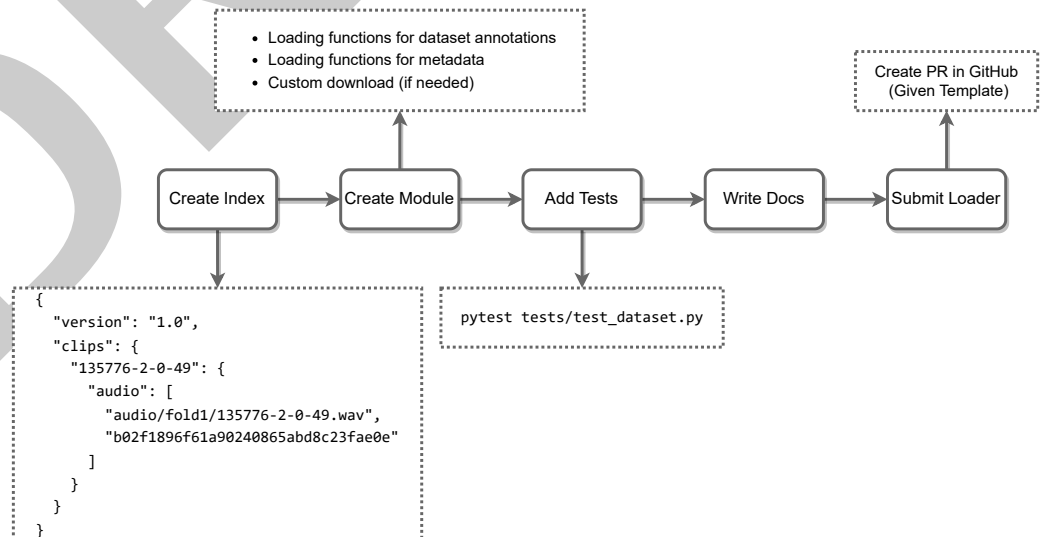 • Loading functions for dataset annotations
• Loading functions for metadata
• Custom download (if needed)
Create PR in GitHub
(Given Template)
Create Index
Create Module
Add Tests
Write Docs
Submit Loader
{
  "version": "1.0",
  "clips": {
    "135776-2-0-49": {
      "audio": [
        "audio/fold1/135776-2-0-49.wav",
        "b02f1896f61a90240865abd8c23fae0e"
      ]
    }
  }
}
pytest tests/test_dataset.py